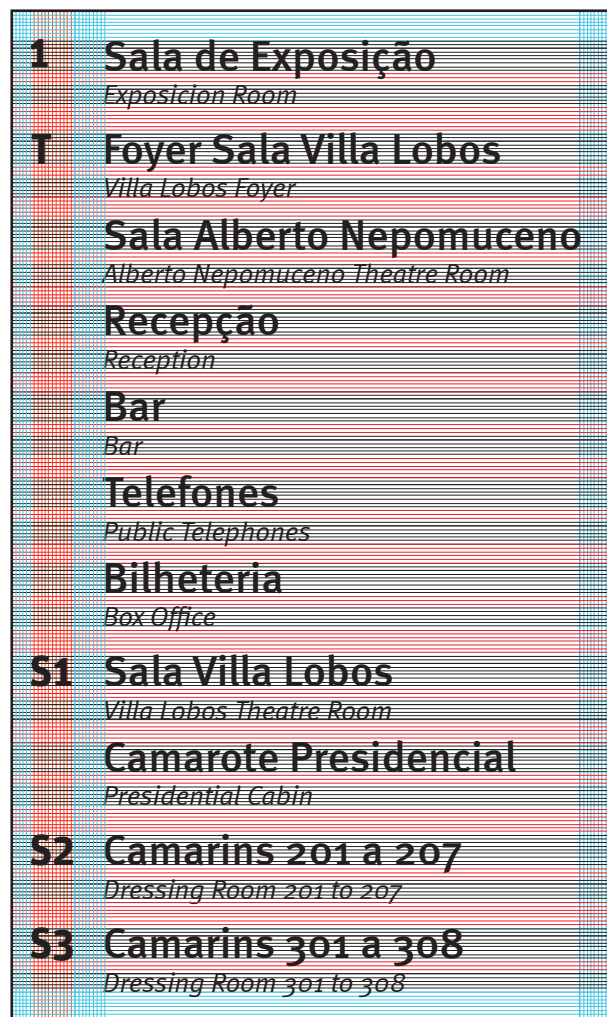 1 Sala de Exposição
Exposicion Room
T Foyer Sala Villa Lobos
Villa Lobos Foyer
Sala Alberto Nepomuceno
Alberto Nepomuceno Theatre Room
Recepção
Reception
Bar
Bar
Telefones
Public Telephones
Bilheteria
Box Office
S1 Sala Villa Lobos
Villa Lobos Theatre Room
Camarote Presidencial
Presidential Cabin
S2 Camarins 201 a 207
Dressing Room 201 to 207
S3 Camarins 301 a 308
Dressing Room 301 to 308